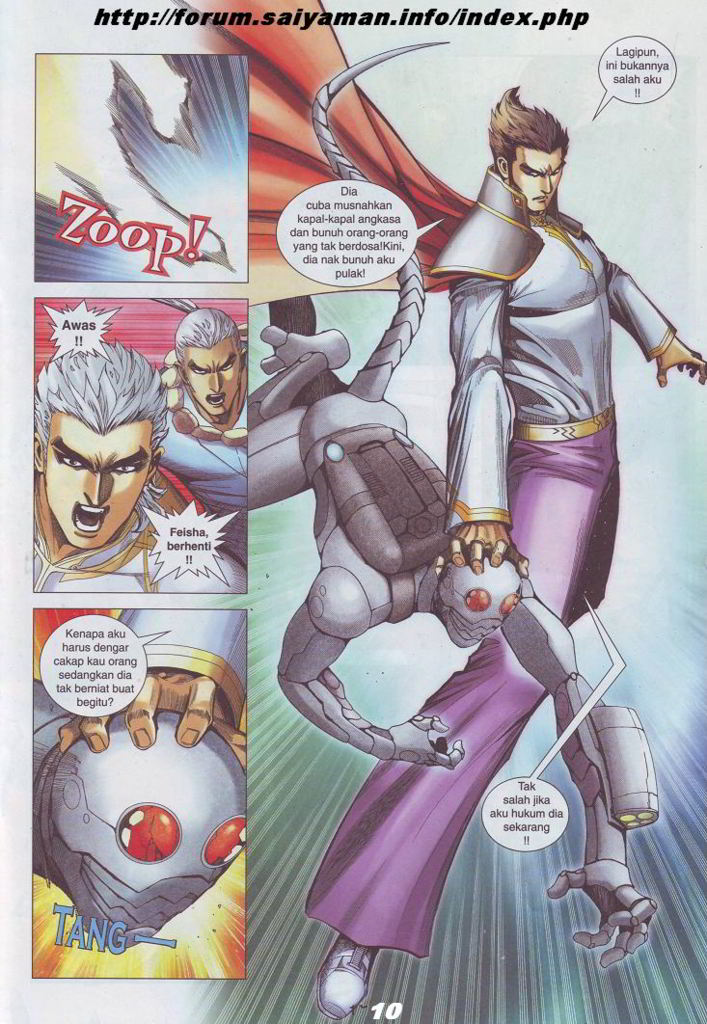 http://forum.saiyaman.info/index.php
Zoop!
Awas
!!
Feisha,
berhenti
!!
Kenapa aku
harus dengar
cakap kau orang
sedangkan dia
tak berniat buat
begitu?
TANG—
Lagipun,
ini bukannya
salah aku
!!
Dia
cuba musnahkan
kapal-kapal angkasa
dan bunuh orang-orang
yang tak berdosa!Kini,
dia nak bunuh aku
pulak!
Tak
salah jika
aku hukum dia
sekarang
!!
10